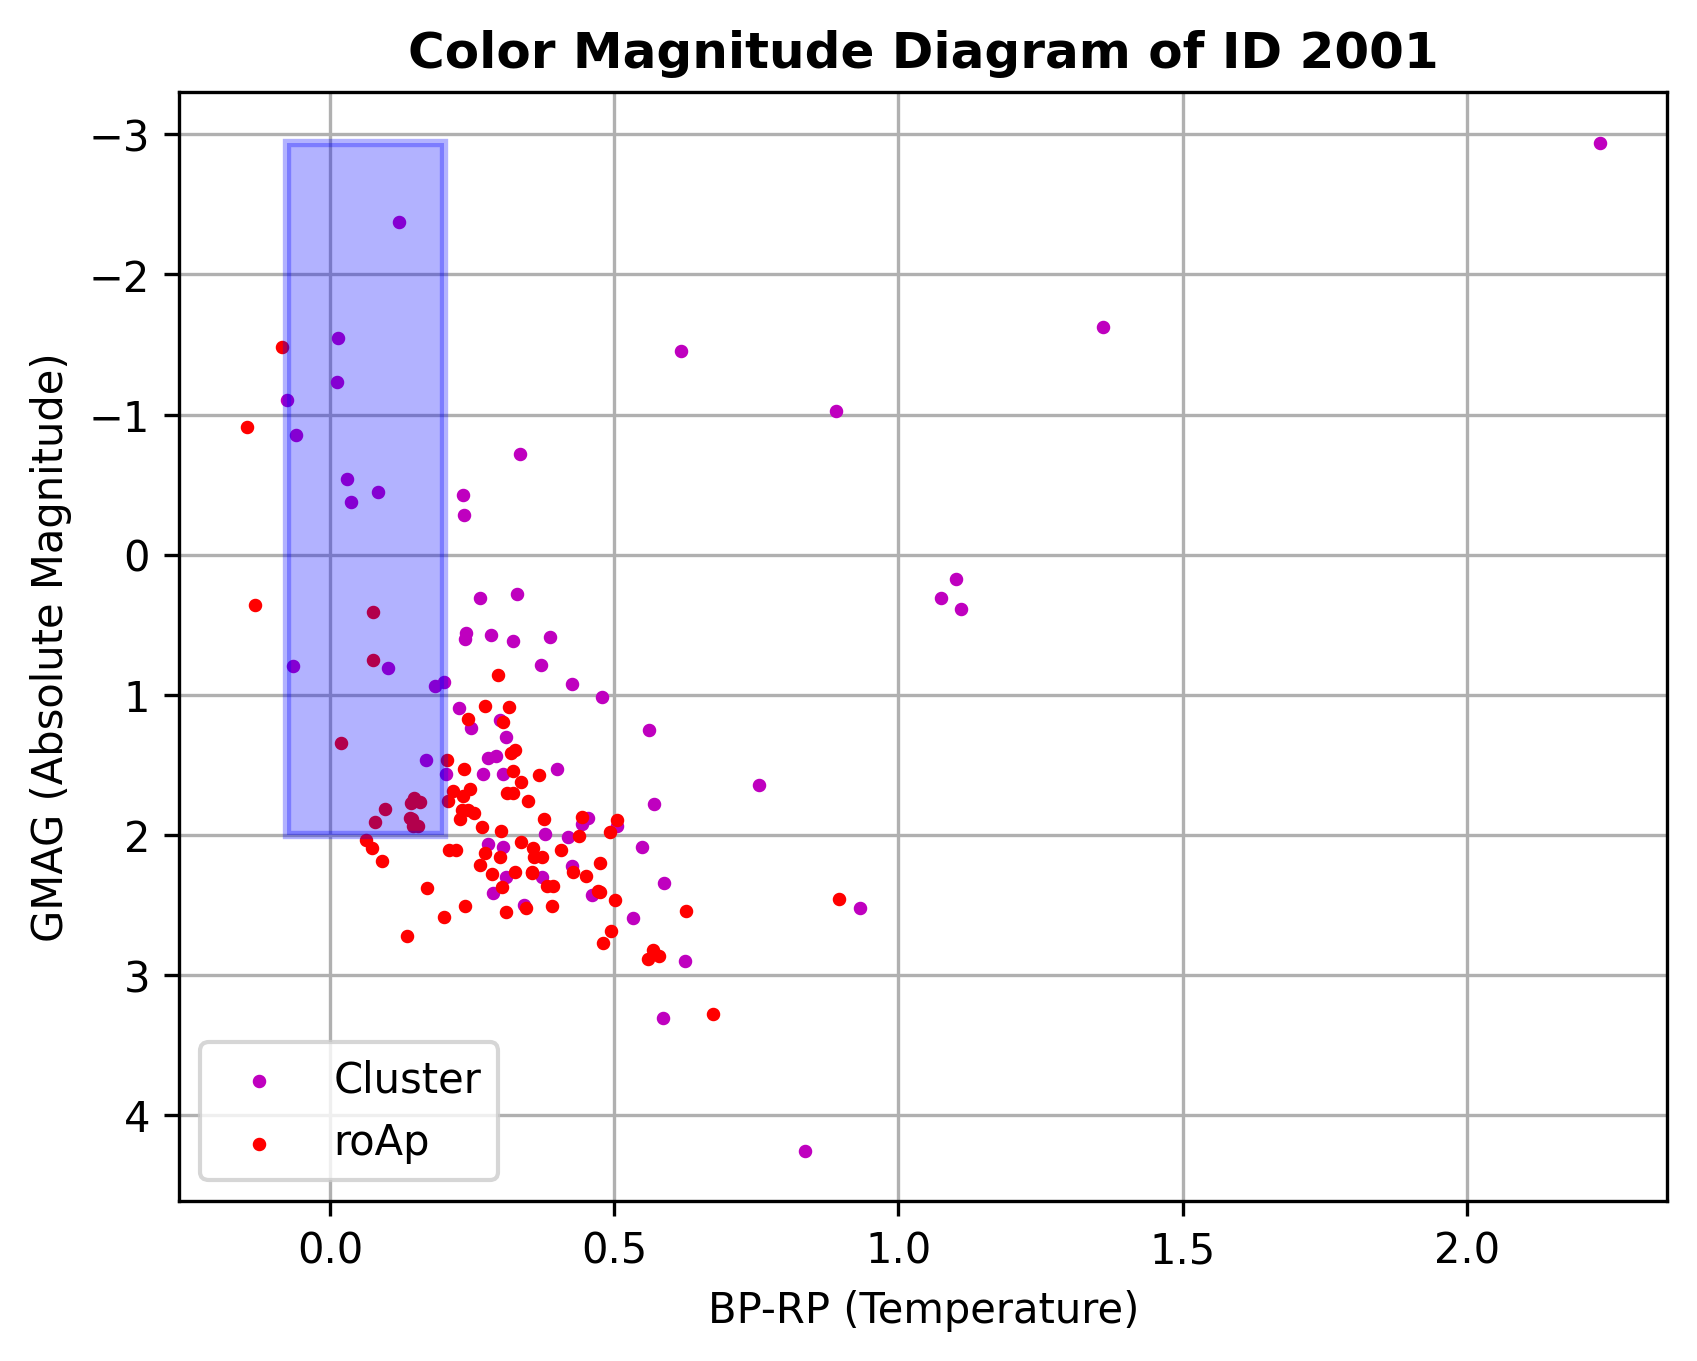 Color Magnitude Diagram of ID 2001
GMAG (Absolute Magnitude)
−3
−2
−1
0
1
2
3
4
Cluster
roAp
0.0 0.5 1.0 1.5 2.0
BP-RP (Temperature)